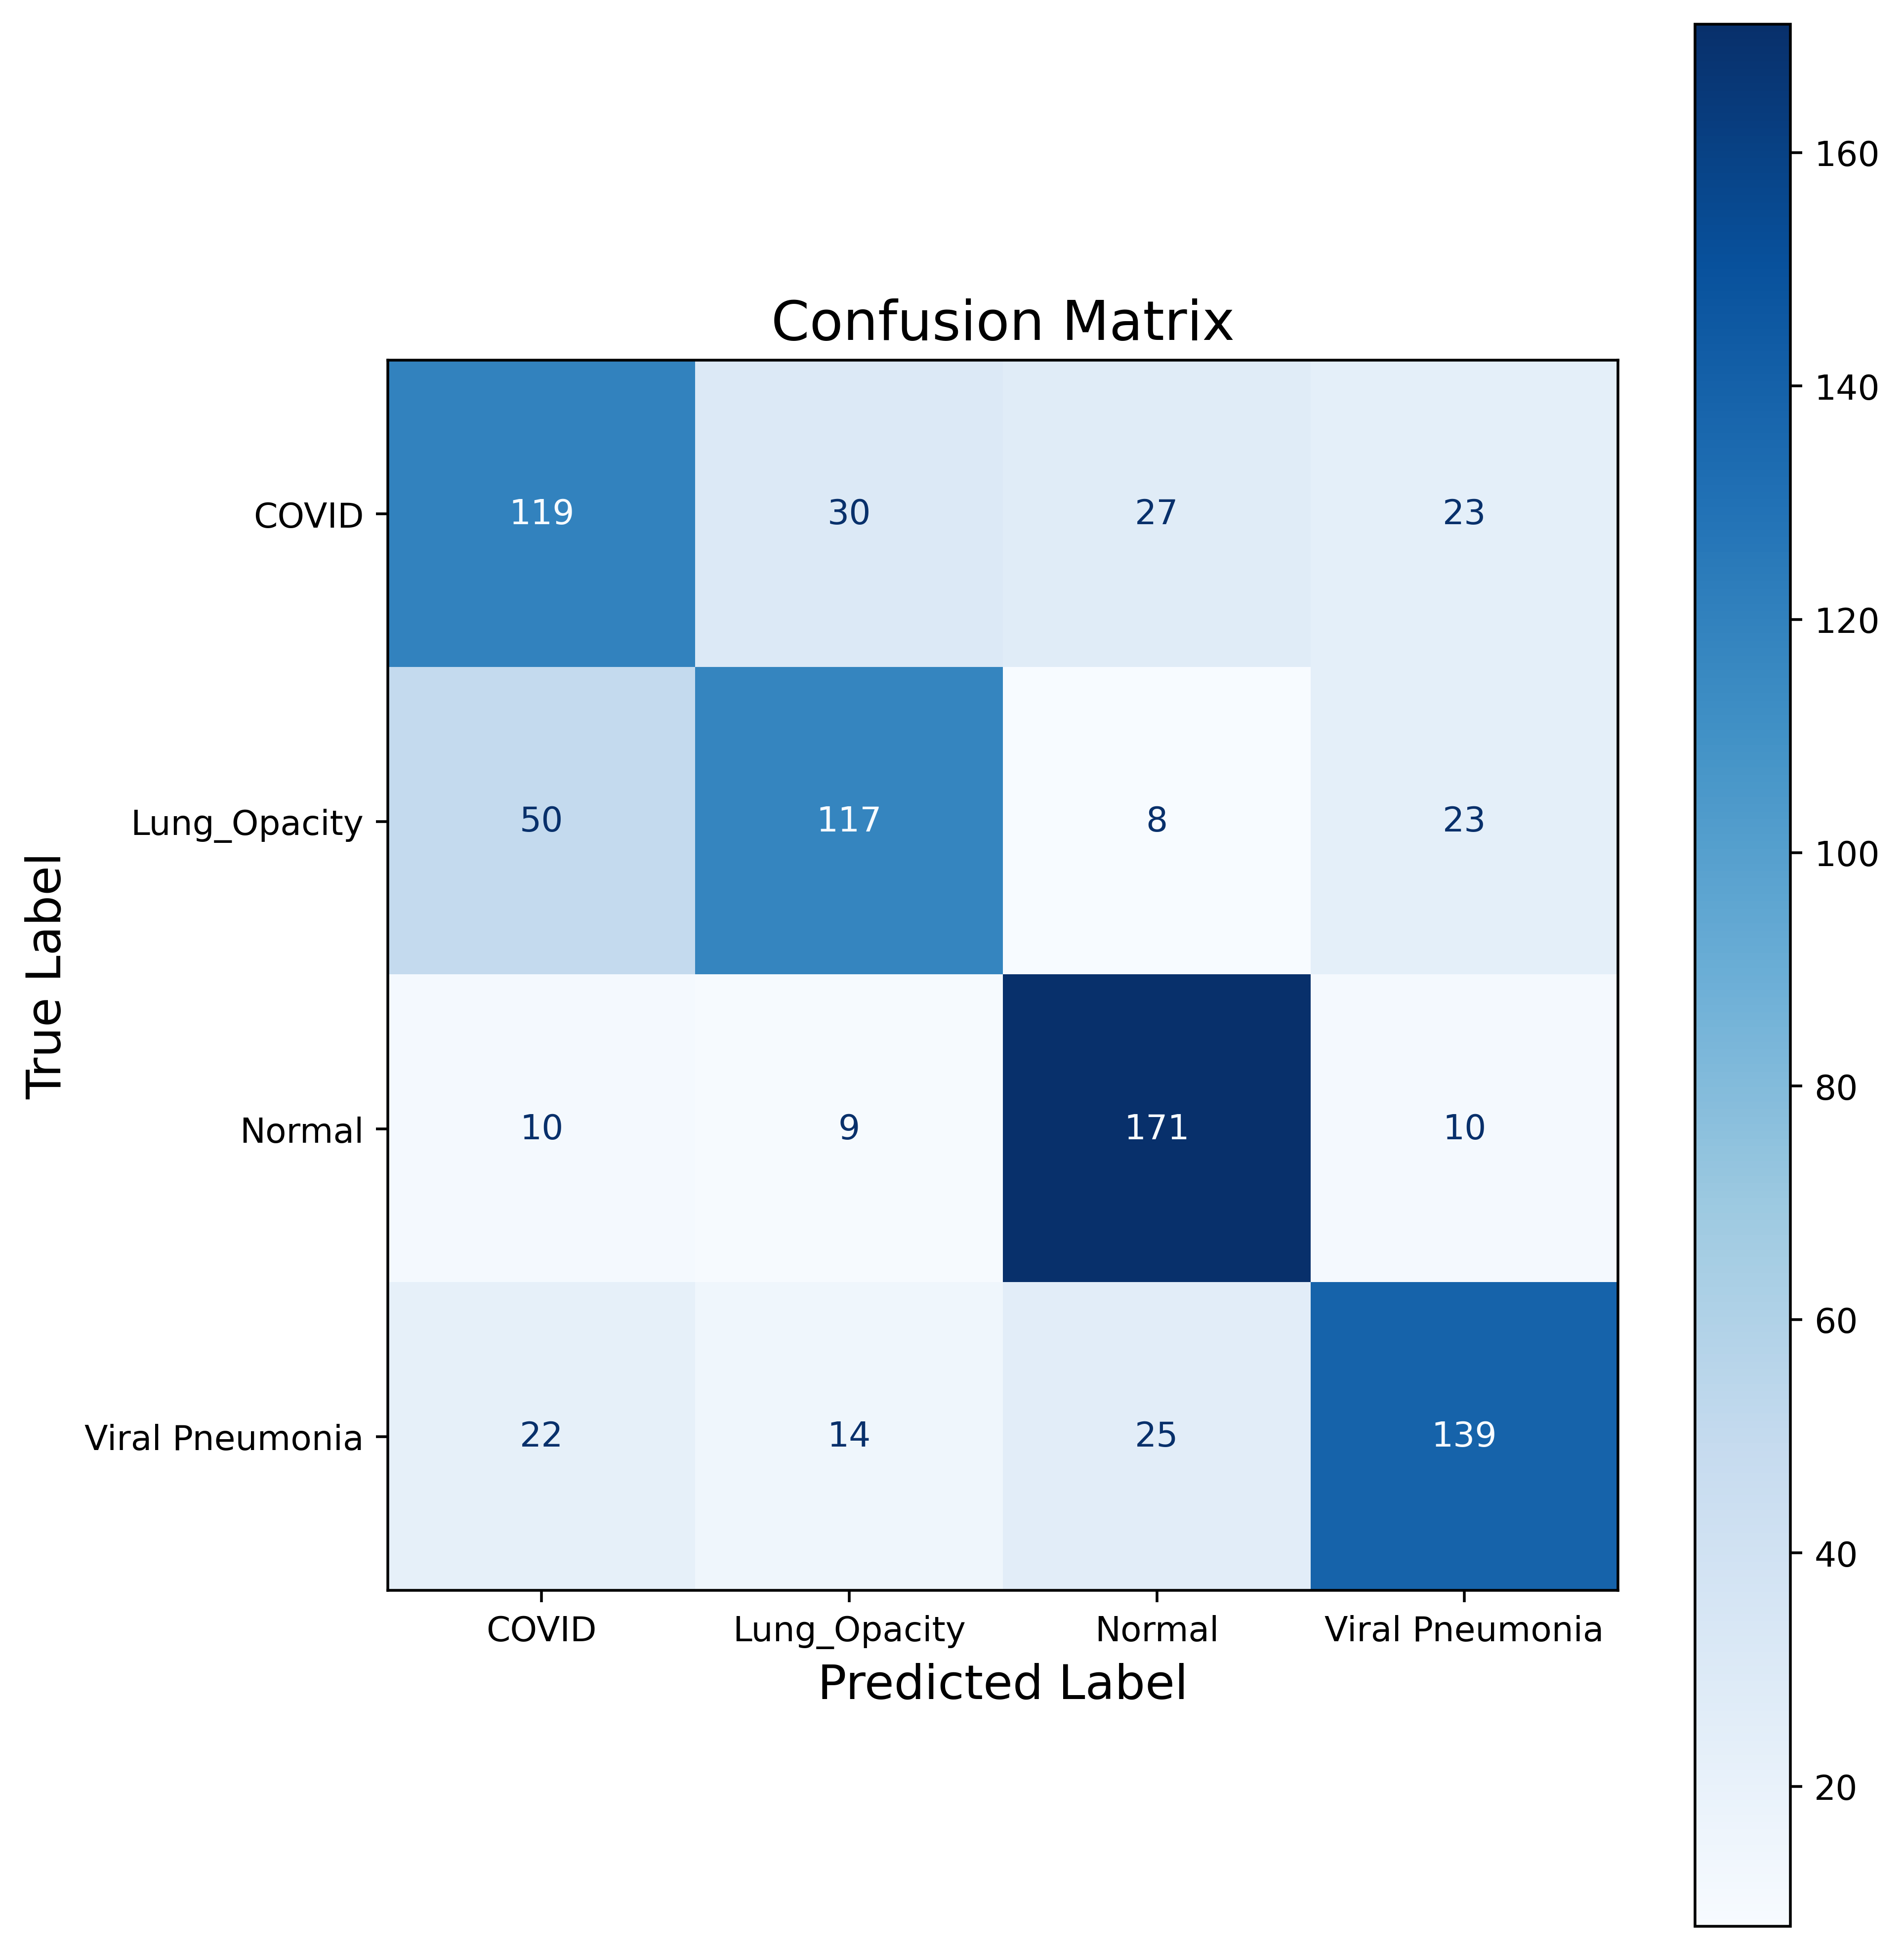 Confusion Matrix
True Label
COVID 119 30 27 23
Lung_Opacity 50 117 8 23
Normal 10 9 171 10
Viral Pneumonia 22 14 25 139
COVID Lung_Opacity Normal Viral Pneumonia
Predicted Label
160
140
120
100
80
60
40
20